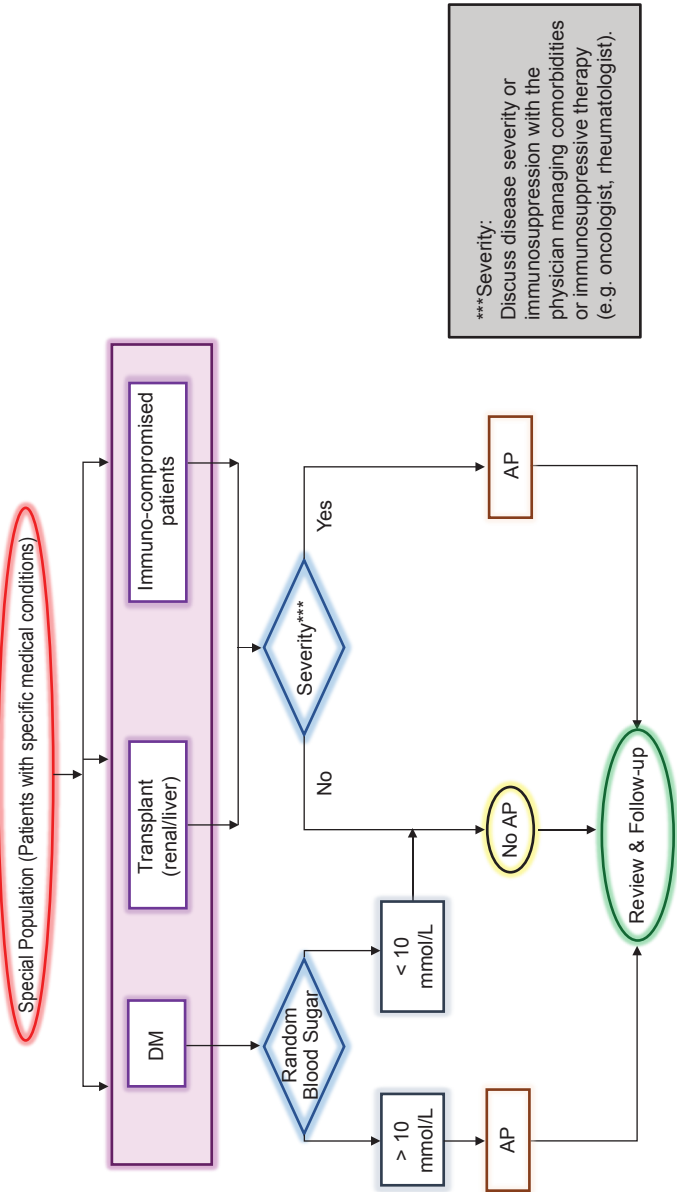 Special Population (Patients with specific medical conditions)
DM
Transplant
(renal/liver)
Immuno-compromised
patients
Random
Blood Sugar
Severity***
> 10
mmol/L
< 10
mmol/L
No
Yes
AP
No AP
AP
Review & Follow-up
***Severity:
Discuss disease severity or
immunosuppression with the
physician managing comorbidities
or immunosuppressive therapy
(e.g. oncologist, rheumatologist).